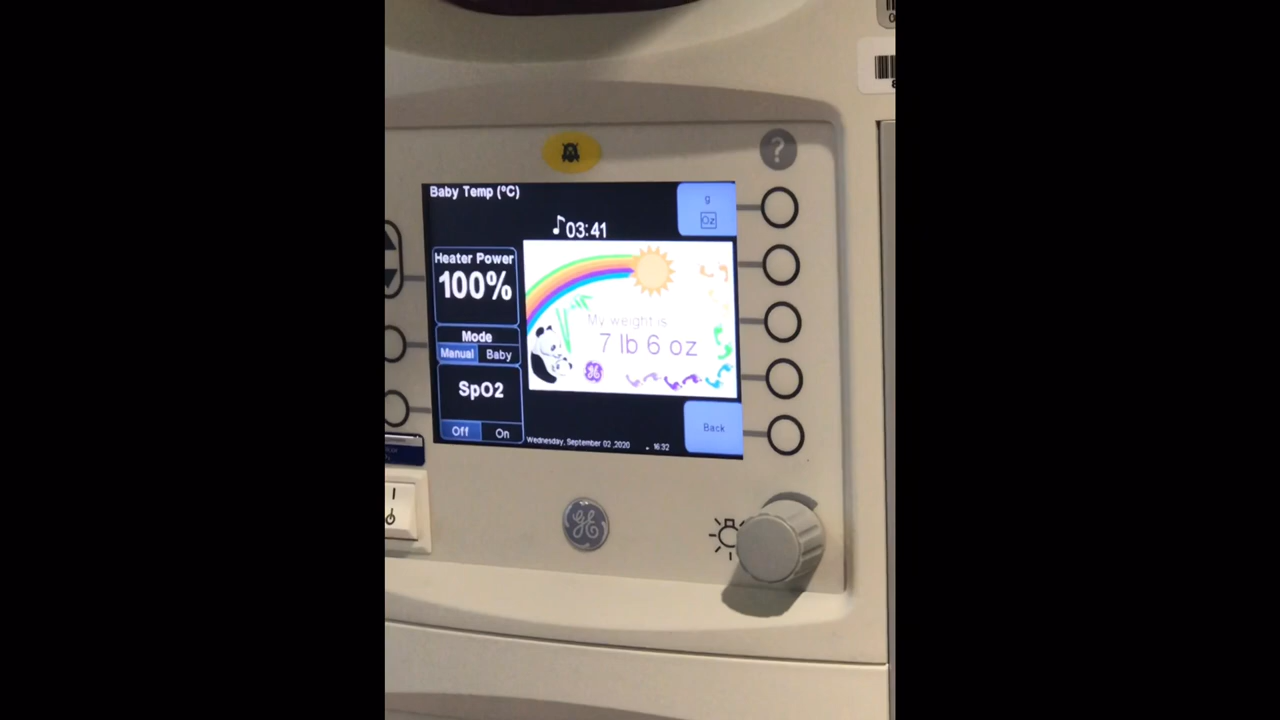 Baby Temp (°C)
g
Oz
03:41
Heater Power
100%
Mode
Manual Baby
SpO2
Off On
My weight is
7 lb 6 oz
Back
Wednesday, September 02 ,2020
16:32
?
GE